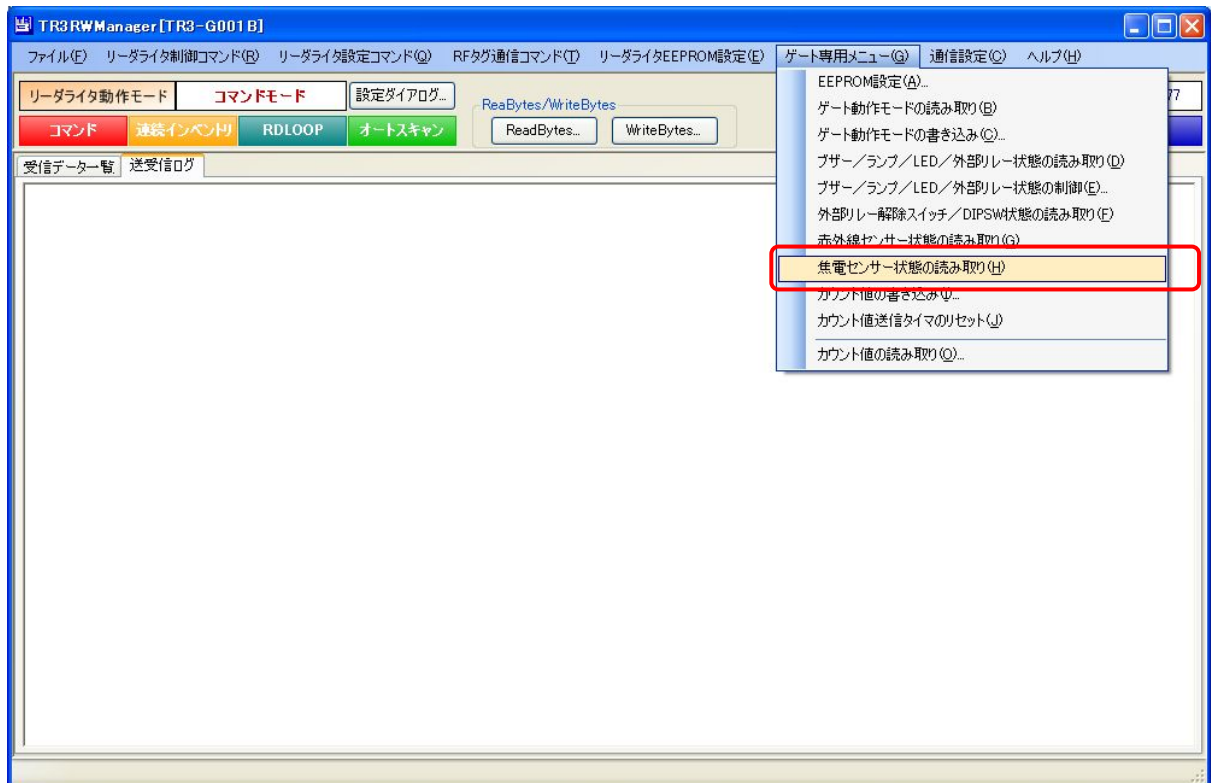 TR3RWManager[TR3-G001B]
ファイル(F) リーダライタ制御コマンド(R) リーダライタ設定コマンド(Q) RFタグ通信コマンド(T) リーダライタEEPROM設定(E) ゲート専用メニュー(G) 通信設定(C) ヘルプ(H)
リーダライタ動作モード コマンドモード 設定ダイアログ... ReaBytes/WriteBytes 77
コマンド 連続インベントリ RDLOOP オートスキャン ReadBytes... WriteBytes...
受信データ一覧 送受信ログ
EEPROM設定(A)...
ゲート動作モードの読み取り(B)
ゲート動作モードの書き込み(C)...
ブザー/ランプ/LED/外部リレー状態の読み取り(D)
ブザー/ランプ/LED/外部リレー状態の制御(E)...
外部リレー解除スイッチ/DIPSW状態の読み取り(F)
赤外線センサー状態の読み取り(G)
焦電センサー状態の読み取り(H)
カウント値の書き込み(I)...
カウント値送信タイマのリセット(J)
カウント値の読み取り(O)...